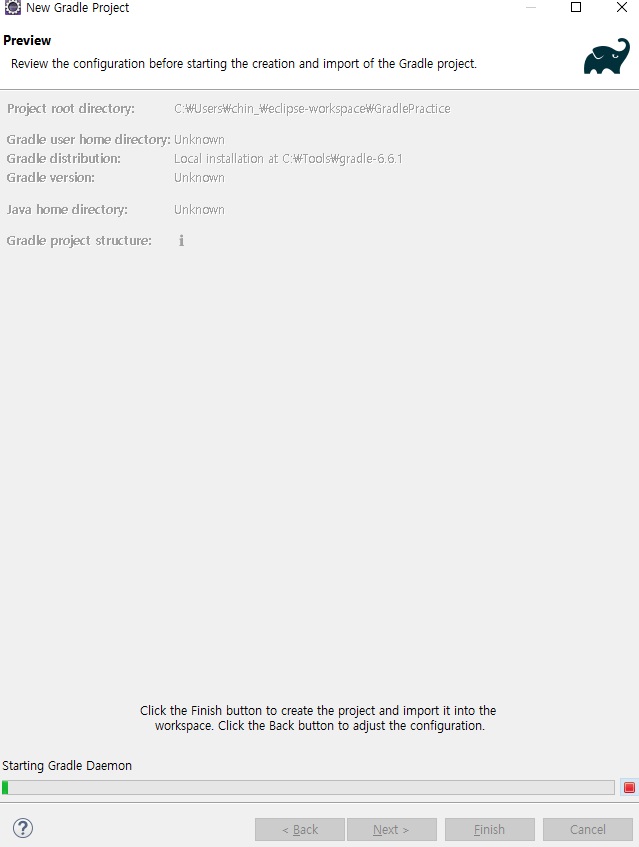 New Gradle Project
Preview
Review the configuration before starting the creation and import of the Gradle project.
Project root directory: C:₩Users₩chin_₩eclipse-workspace₩GradlePractice
Gradle user home directory: Unknown
Gradle distribution: Local installation at C:₩Tools₩gradle-6.6.1
Gradle version: Unknown
Java home directory: Unknown
Gradle project structure: ℹ
Click the Finish button to create the project and import it into the
workspace. Click the Back button to adjust the configuration.
Starting Gradle Daemon
? < Back Next > Finish Cancel